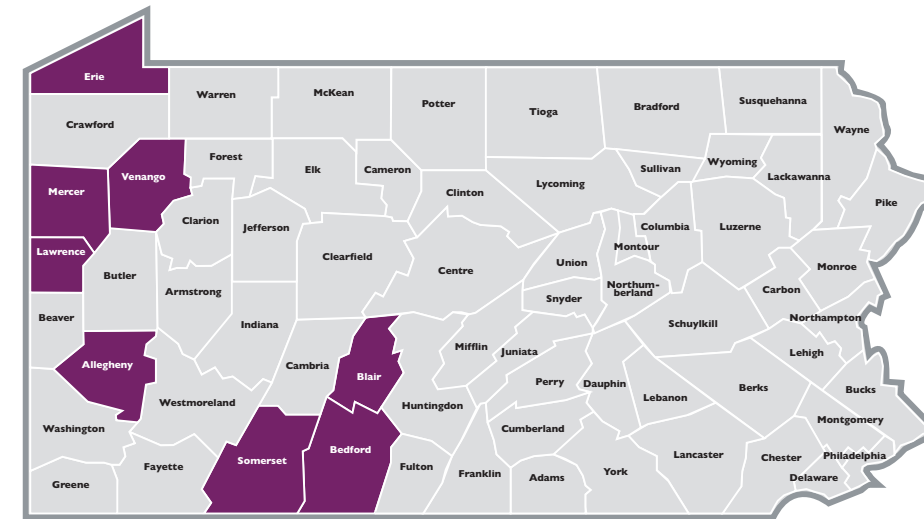 Erie
Warren
McKean
Potter
Tioga
Bradford
Susquehanna
Wayne
Crawford
Forest
Elk
Cameron
Clinton
Lycoming
Sullivan
Wyoming
Lackawanna
Pike
Mercer
Venango
Clarion
Jefferson
Clearfield
Centre
Union
Montour
Columbia
Luzerne
Monroe
Lawrence
Butler
Armstrong
Snyder
Northum-
berland
Carbon
Beaver
Indiana
Schuylkill
Northampton
Allegheny
Cambria
Blair
Mifflin
Juniata
Lehigh
Perry
Dauphin
Lebanon
Berks
Bucks
Westmoreland
Huntingdon
Cumberland
Montgomery
Washington
Somerset
Bedford
Lancaster
Chester
Philadelphia
Greene
Fayette
Fulton
Franklin
Adams
York
Delaware